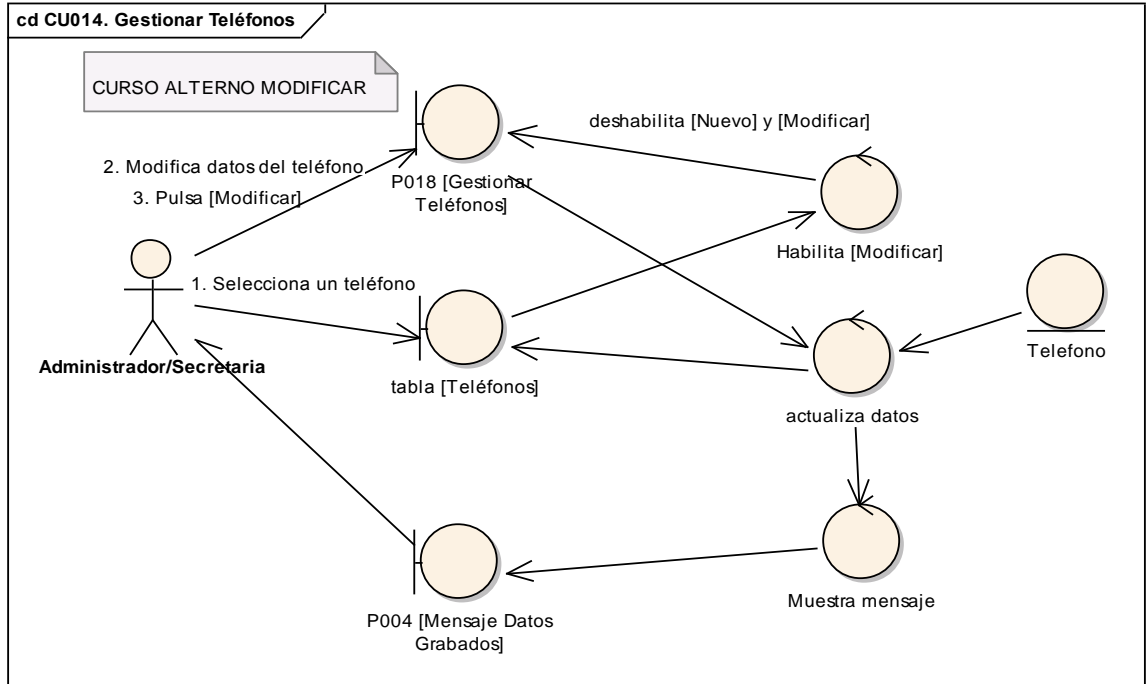 cd CU014. Gestionar Teléfonos
CURSO ALTERNO MODIFICAR
deshabilita [Nuevo] y [Modificar]
2. Modifica datos del teléfono
3. Pulsa [Modificar]
P018 [Gestionar
Teléfonos]
Habilita [Modificar]
1. Selecciona un teléfono
Administrador/Secretaria
tabla [Teléfonos]
Telefono
actualiza datos
Muestra mensaje
P004 [Mensaje Datos
Grabados]